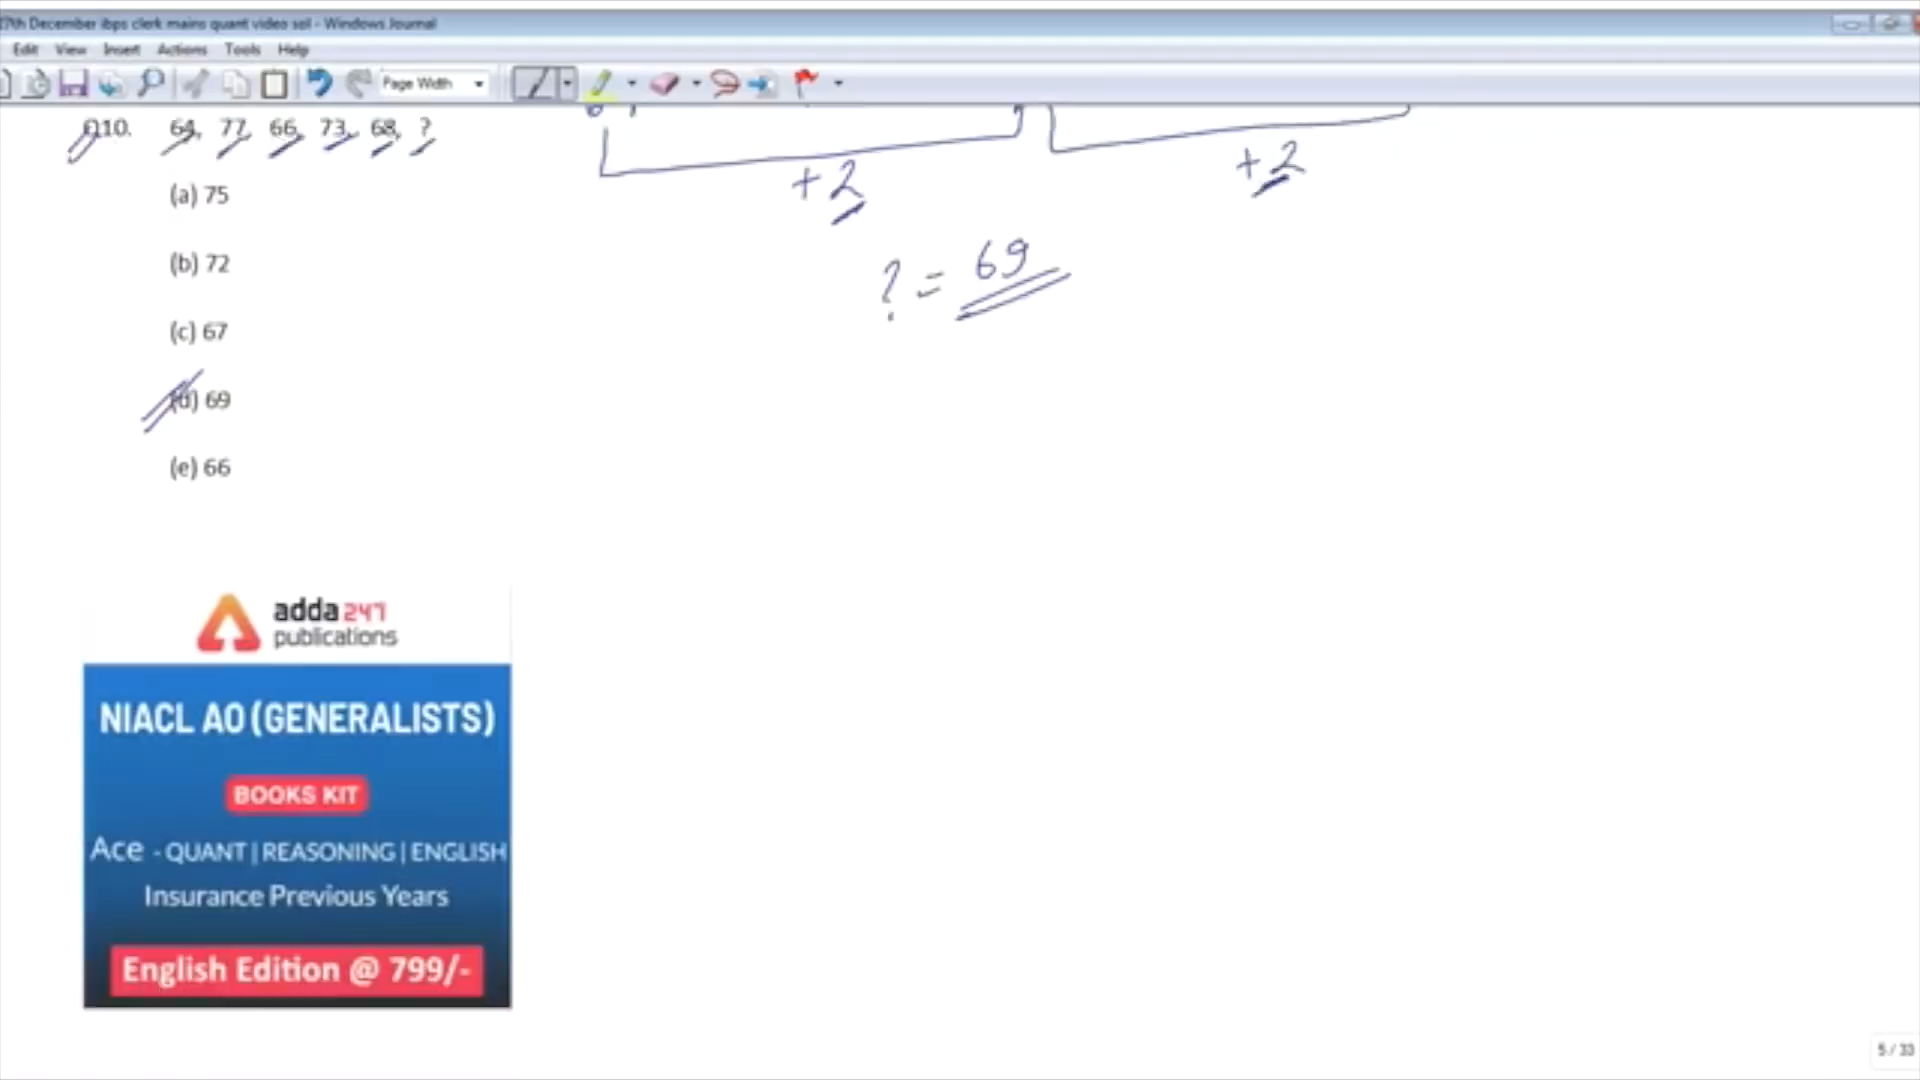 27th December ibps clerk mains quant video sol - Windows Journal
Edit View Insert Actions Tools Help
Page Width
Q10. 64, 77, 66, 73, 68, ?
+2 +2
(a) 75
? = 69
(b) 72
(c) 67
(d) 69
(e) 66
adda247
publications
NIACL AO (GENERALISTS)
BOOKS KIT
Ace - QUANT | REASONING | ENGLISH
Insurance Previous Years
English Edition @ 799/-
5 / 33